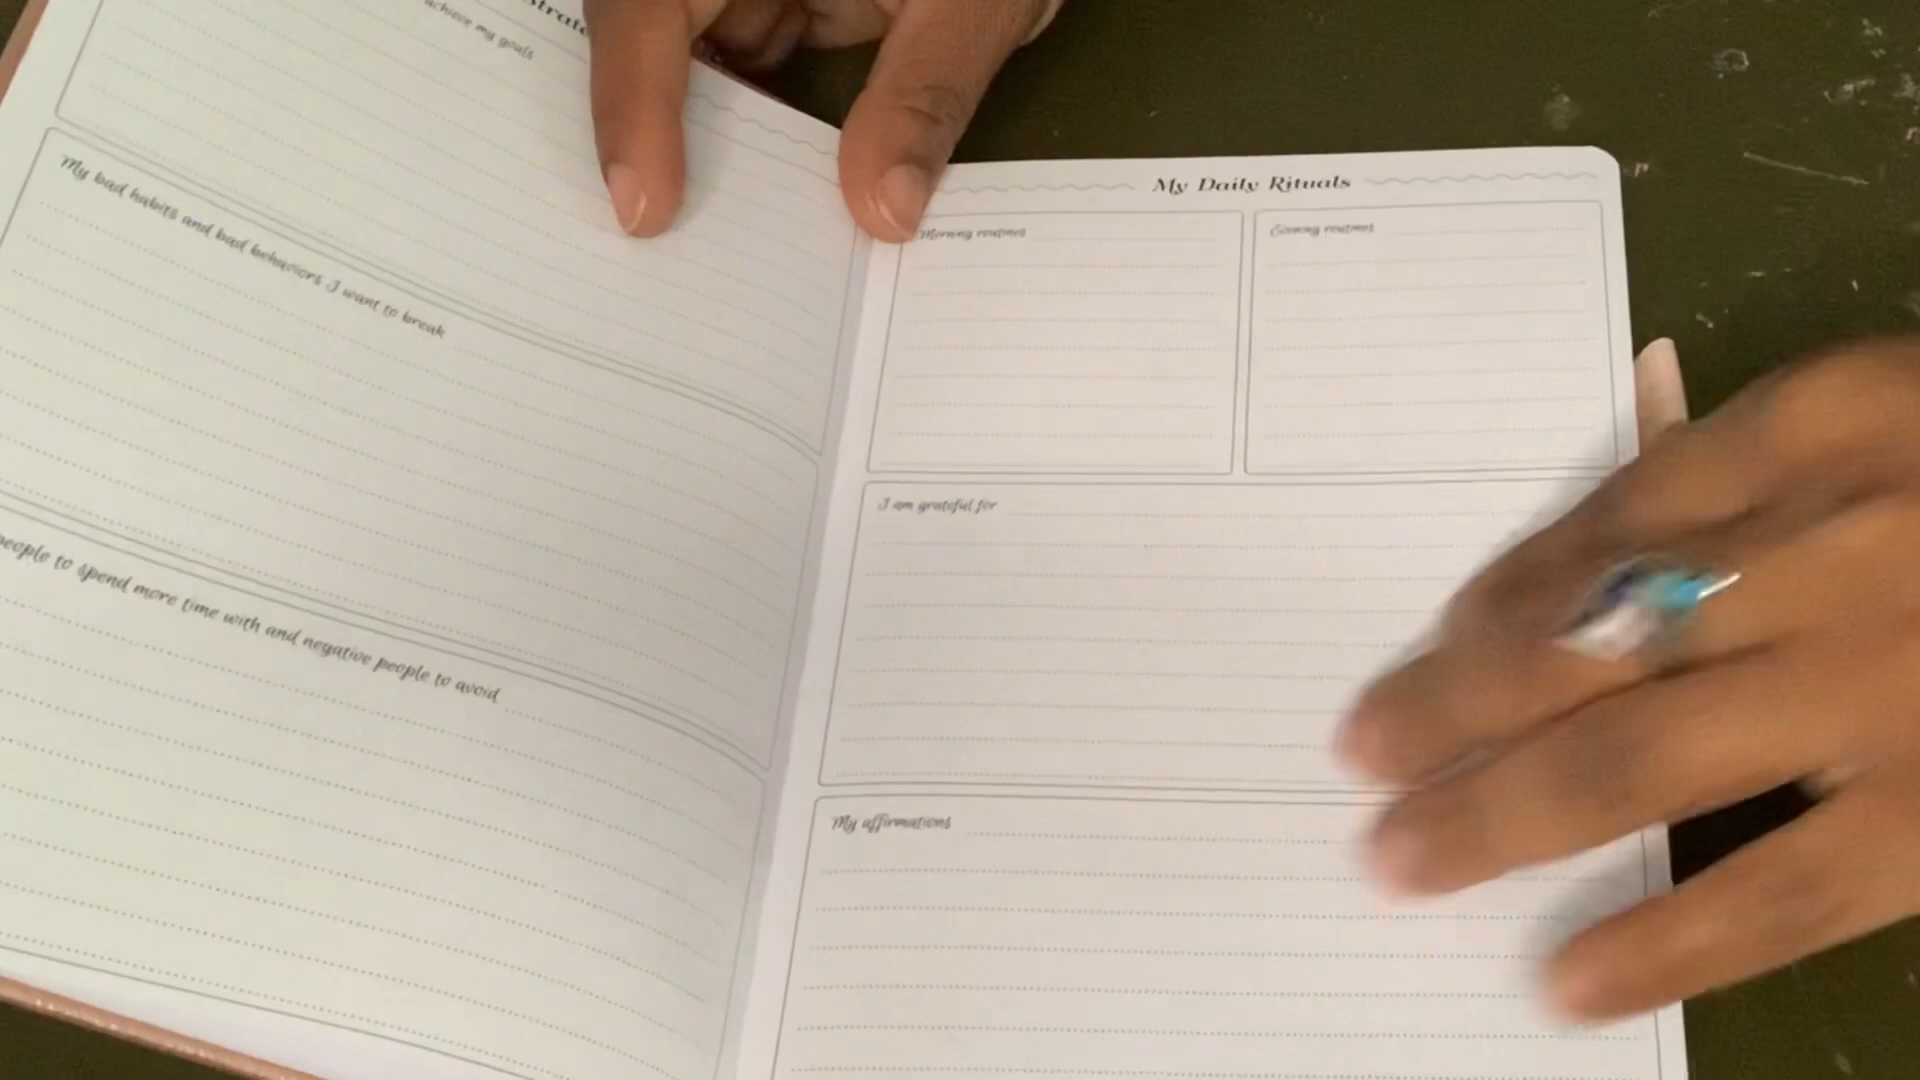 achieve my goals
My bad habits and bad behaviors I want to break
people to spend more time with and negative people to avoid
My Daily Rituals
Morning routines
Evening routines
I am grateful for
My affirmations